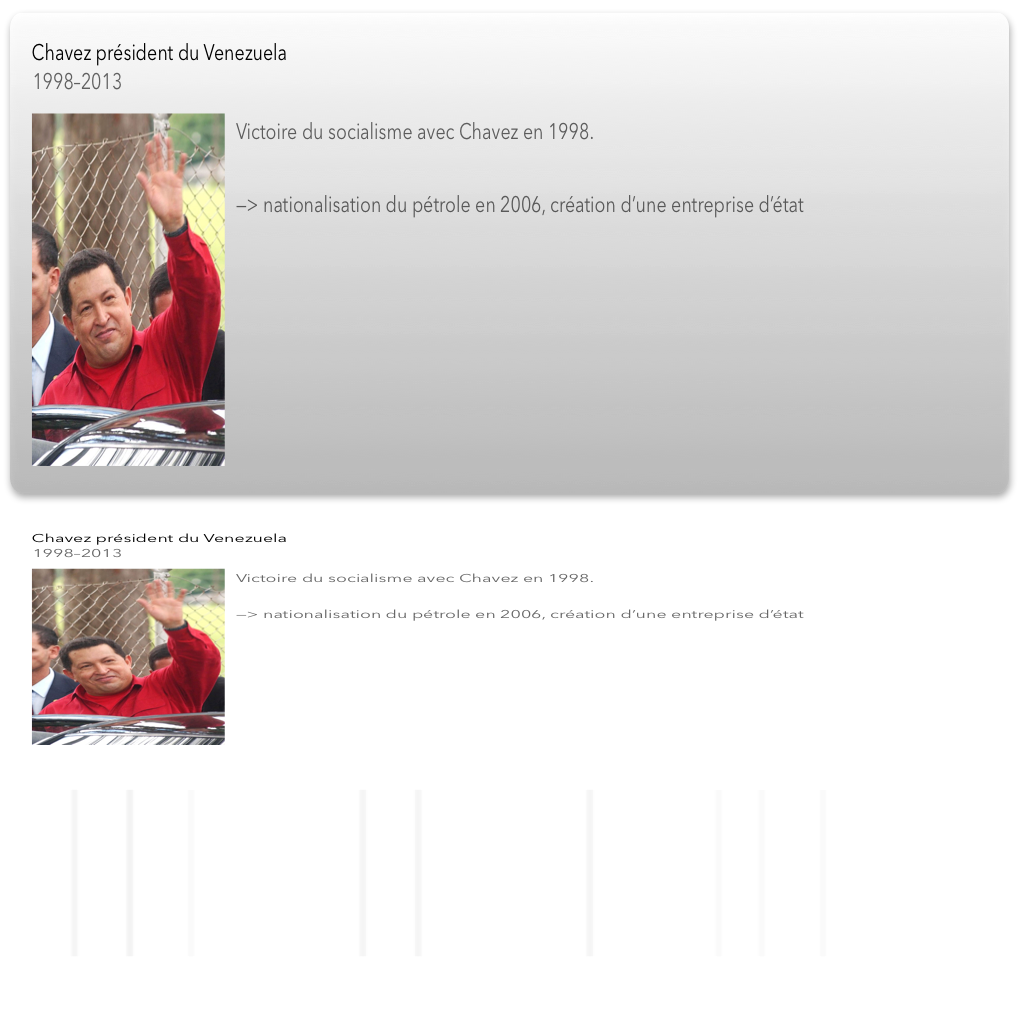 Chavez président du Venezuela
1998-2013
Victoire du socialisme avec Chavez en 1998.
—> nationalisation du pétrole en 2006, création d’une entreprise d’état
Chavez président du Venezuela
1998-2013
Victoire du socialisme avec Chavez en 1998.
—> nationalisation du pétrole en 2006, création d’une entreprise d’état